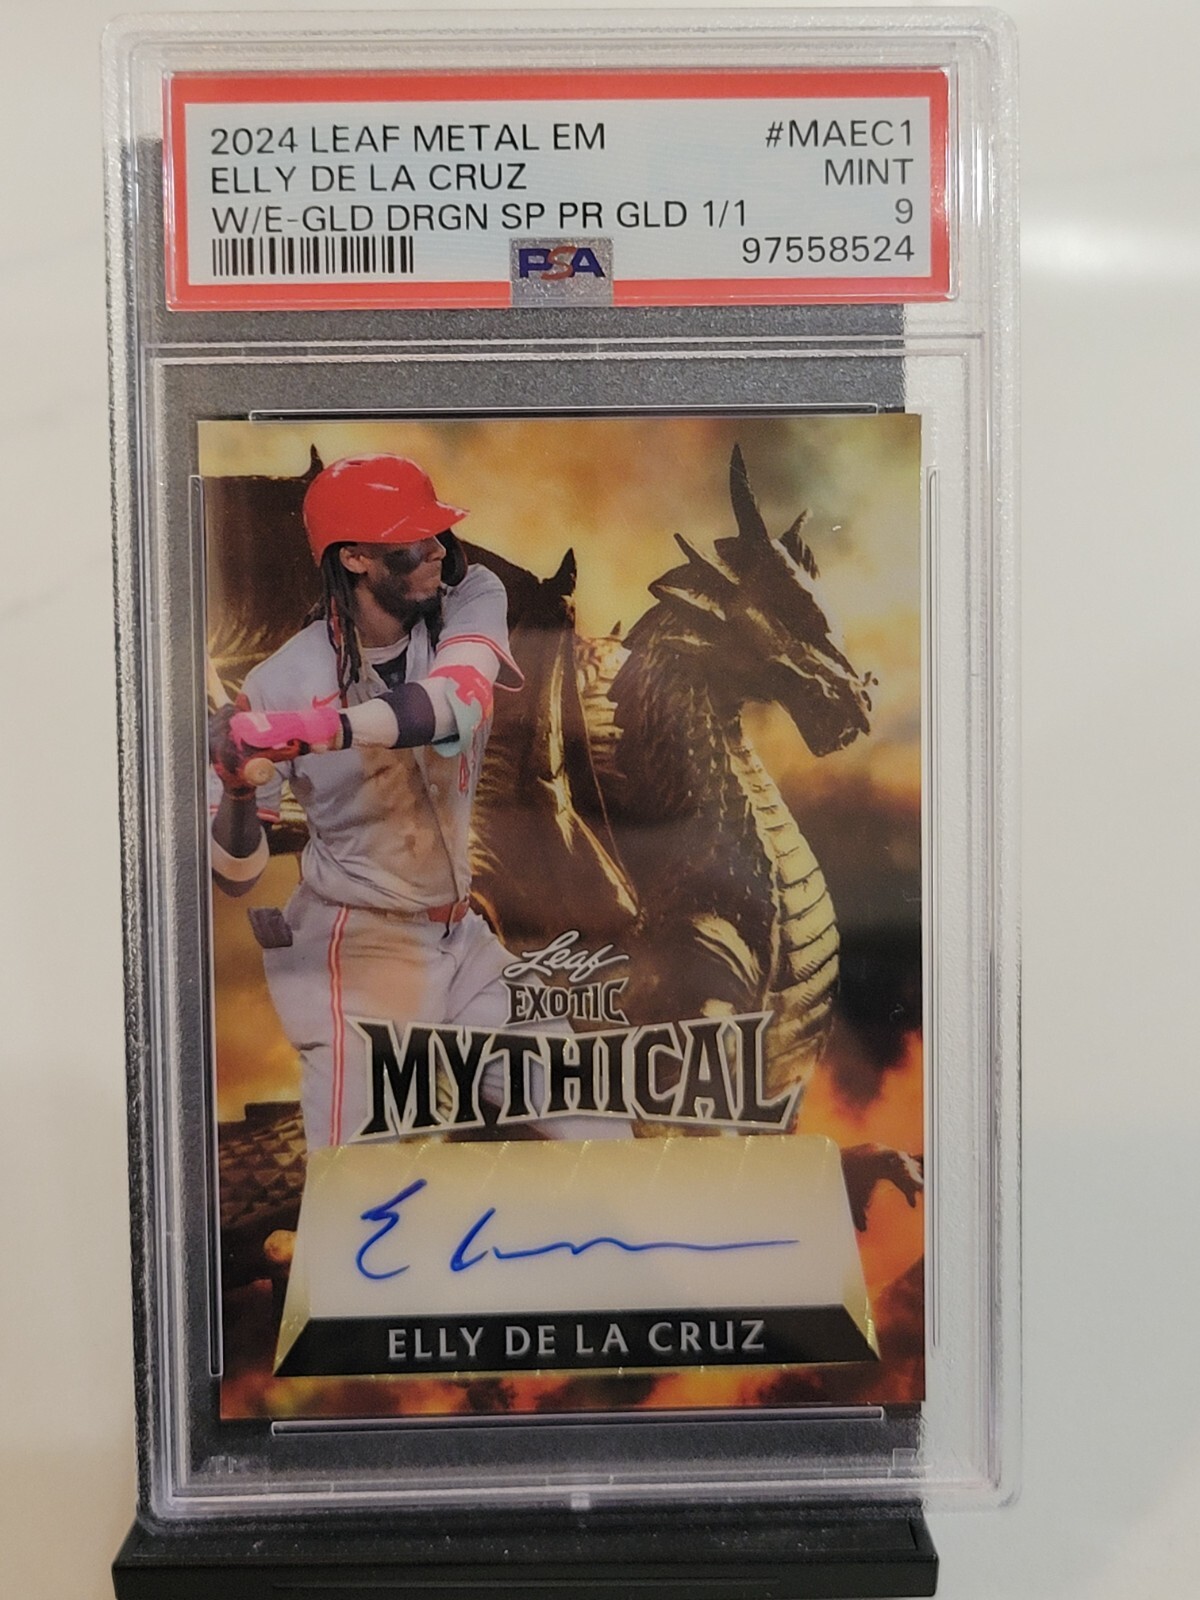 2024 LEAF METAL EM #MAEC1
ELLY DE LA CRUZ MINT
W/E-GLD DRGN SP PR GLD 1/1 9
PSA 97558524
Leaf
EXOTIC
MYTHICAL
ELLY DE LA CRUZ